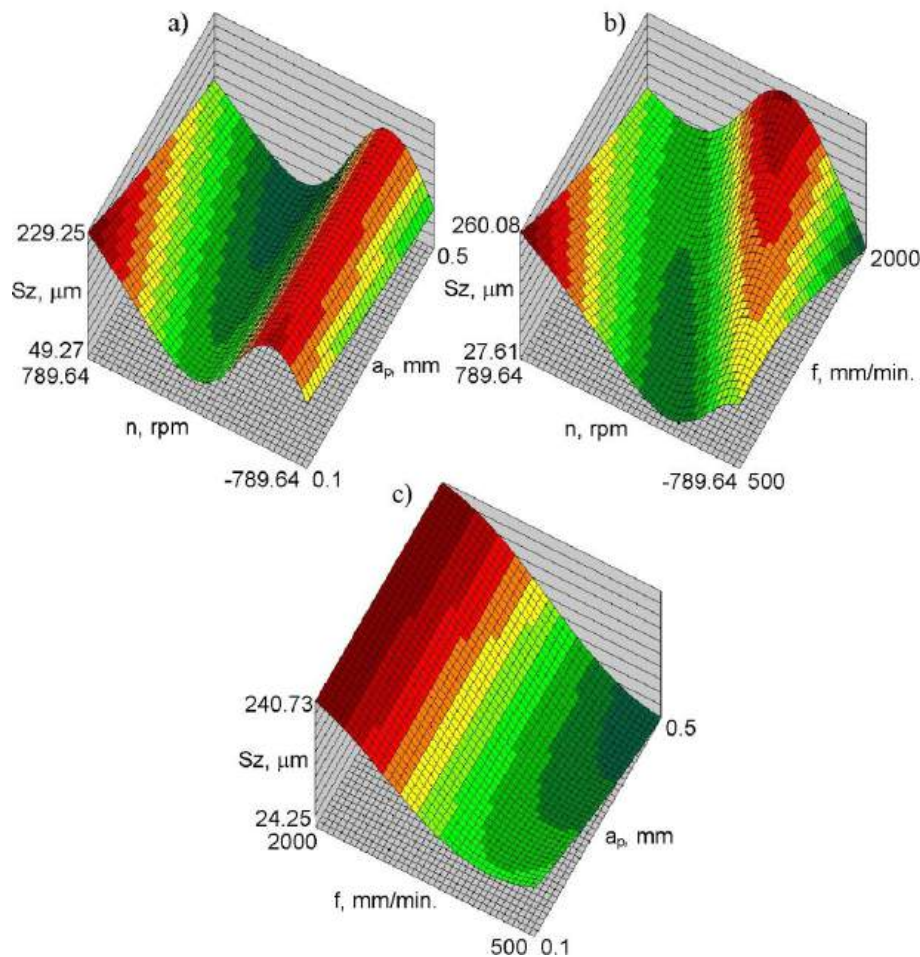 a)
229.25
Sz, μm
49.27
789.64
n, rpm
-789.64 0.1
aₚ, mm
0.5
b)
260.08
Sz, μm
27.61
789.64
n, rpm
-789.64 500
f, mm/min.
2000
c)
240.73
Sz, μm
24.25
2000
f, mm/min.
500 0.1
aₚ, mm
0.5